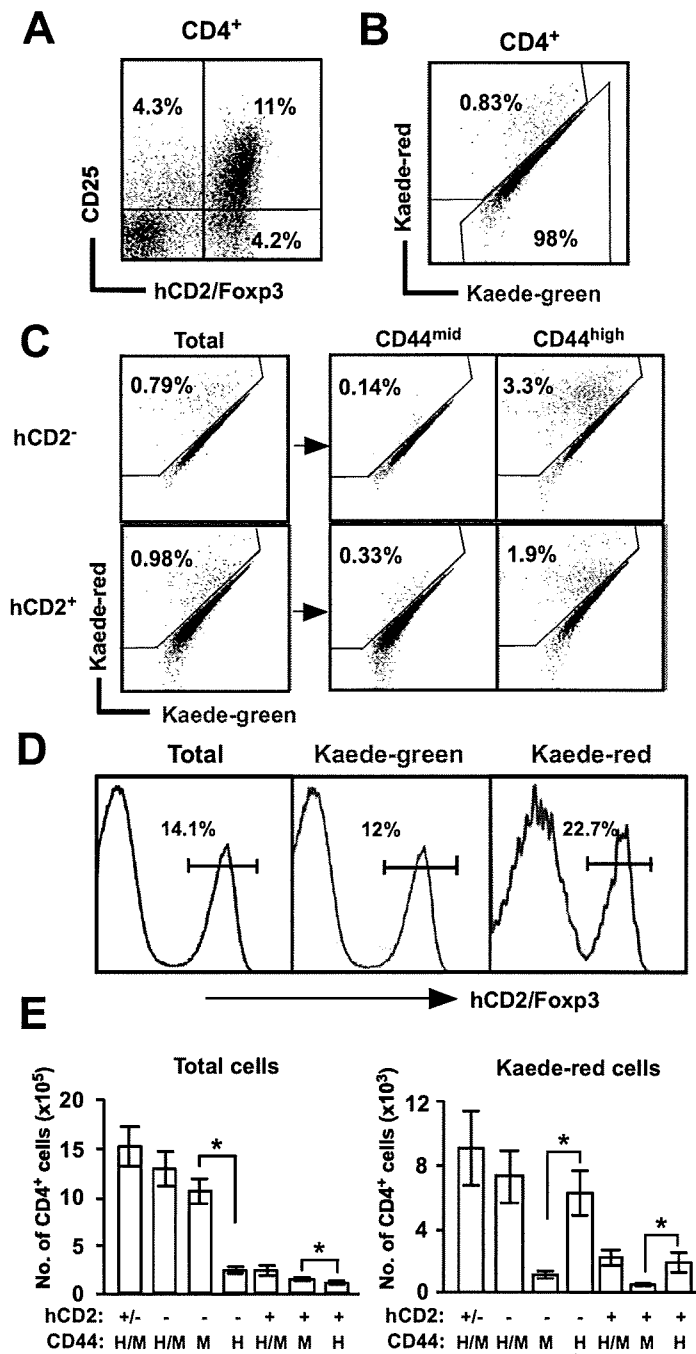 A
CD4+
4.3%
11%
4.2%
CD25
hCD2/Foxp3
B
CD4+
0.83%
98%
Kaede-red
Kaede-green
C
Total
CD44mid
CD44high
hCD2-
0.79%
0.14%
3.3%
hCD2+
0.98%
0.33%
1.9%
Kaede-red
Kaede-green
D
Total
Kaede-green
Kaede-red
14.1%
12%
22.7%
hCD2/Foxp3
E
Total cells
No. of CD4+ cells (x10^5)
20
15
10
5
0
*
*
hCD2: +/- - - - + + +
CD44: H/M H/M M H H/M M H
Kaede-red cells
No. of CD4+ cells (x10^3)
12
8
4
0
*
*
hCD2: +/- - - - + + +
CD44: H/M H/M M H H/M M H